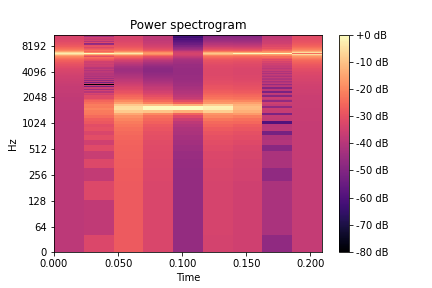 Power spectrogram
8192
4096
2048
1024
512
256
128
64
0
Hz
0.000 0.050 0.100 0.150 0.200
Time
+0 dB
-10 dB
-20 dB
-30 dB
-40 dB
-50 dB
-60 dB
-70 dB
-80 dB